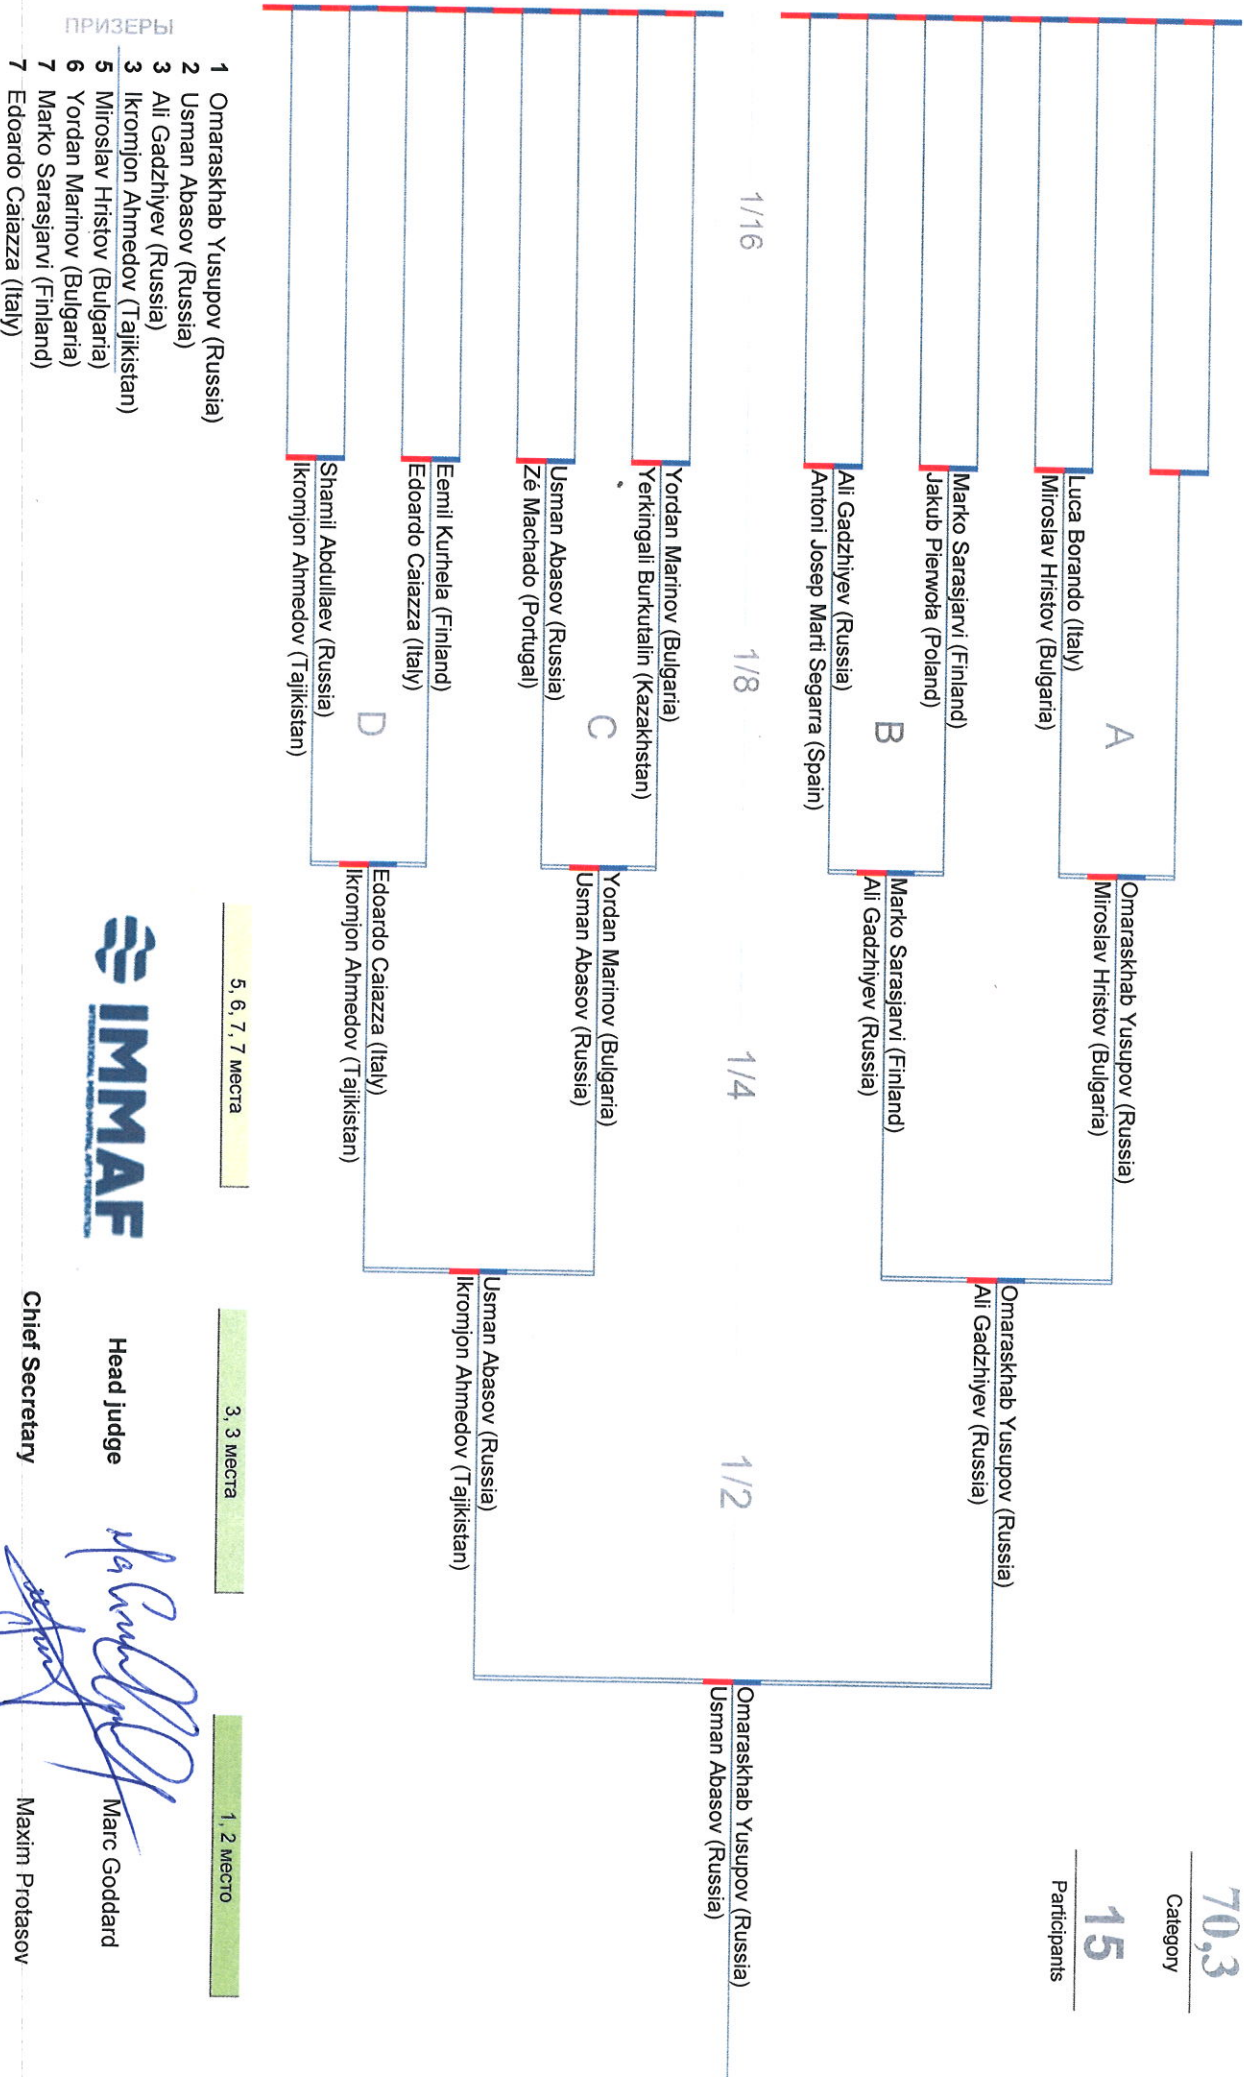 70,3
Category
15
Participants
1/16
1/8
1/4
1/2
A
Luca Borando (Italy)
Miroslav Hristov (Bulgaria)
Marko Sarasjarvi (Finland)
Jakub Pierwoła (Poland)
B
Ali Gadzhiyev (Russia)
Antoni Josep Marti Segarra (Spain)
Yordan Marinov (Bulgaria)
Yerkingali Burkutalin (Kazakhstan)
C
Usman Abasov (Russia)
Zé Machado (Portugal)
Eemil Kurhela (Finland)
Edoardo Caiazza (Italy)
D
Shamil Abdullaev (Russia)
Ikromjon Ahmedov (Tajikistan)
Omaraskhab Yusupov (Russia)
Miroslav Hristov (Bulgaria)
Marko Sarasjarvi (Finland)
Ali Gadzhiyev (Russia)
Yordan Marinov (Bulgaria)
Usman Abasov (Russia)
Edoardo Caiazza (Italy)
Ikromjon Ahmedov (Tajikistan)
Omaraskhab Yusupov (Russia)
Ali Gadzhiyev (Russia)
Usman Abasov (Russia)
Ikromjon Ahmedov (Tajikistan)
Omaraskhab Yusupov (Russia)
Usman Abasov (Russia)
5, 6, 7, 7 места
3, 3 места
1, 2 место
ПРИЗЕРЫ
1 Omaraskhab Yusupov (Russia)
2 Usman Abasov (Russia)
3 Ali Gadzhiyev (Russia)
3 Ikromjon Ahmedov (Tajikistan)
5 Miroslav Hristov (Bulgaria)
6 Yordan Marinov (Bulgaria)
7 Marko Sarasjarvi (Finland)
7 Edoardo Caiazza (Italy)
IMMAF
INTERNATIONAL MIXED MARTIAL ARTS FEDERATION
Head judge Marc Goddard
Chief Secretary Maxim Protasov